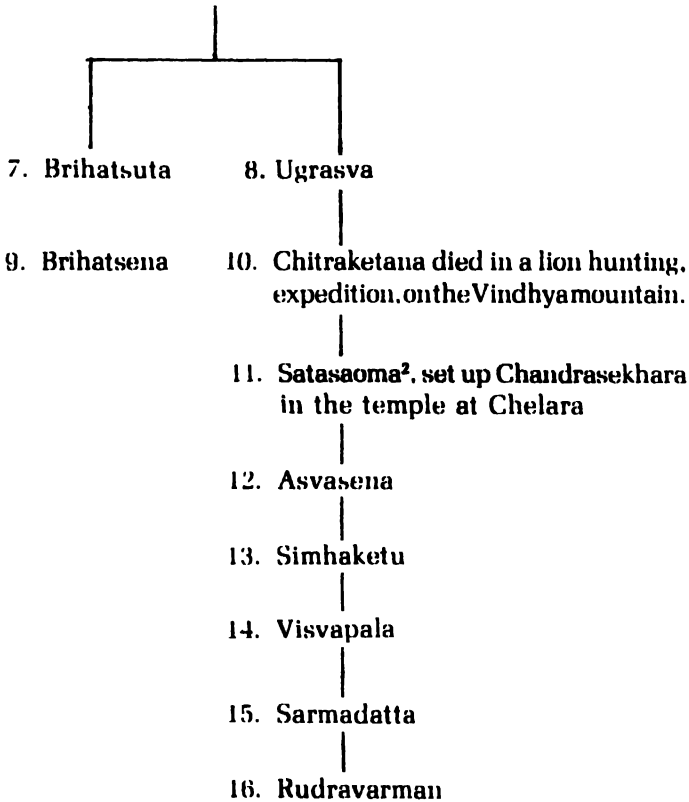 7. Brihatsuta 8. Ugrasva
9. Brihatsena 10. Chitraketana died in a lion hunting.
expedition.ontheVindhyamountain.
11. Satasaoma². set up Chandrasekhara
in the temple at Chelara
12. Asvasena
13. Simhaketu
14. Visvapala
15. Sarmadatta
16. Rudravarman